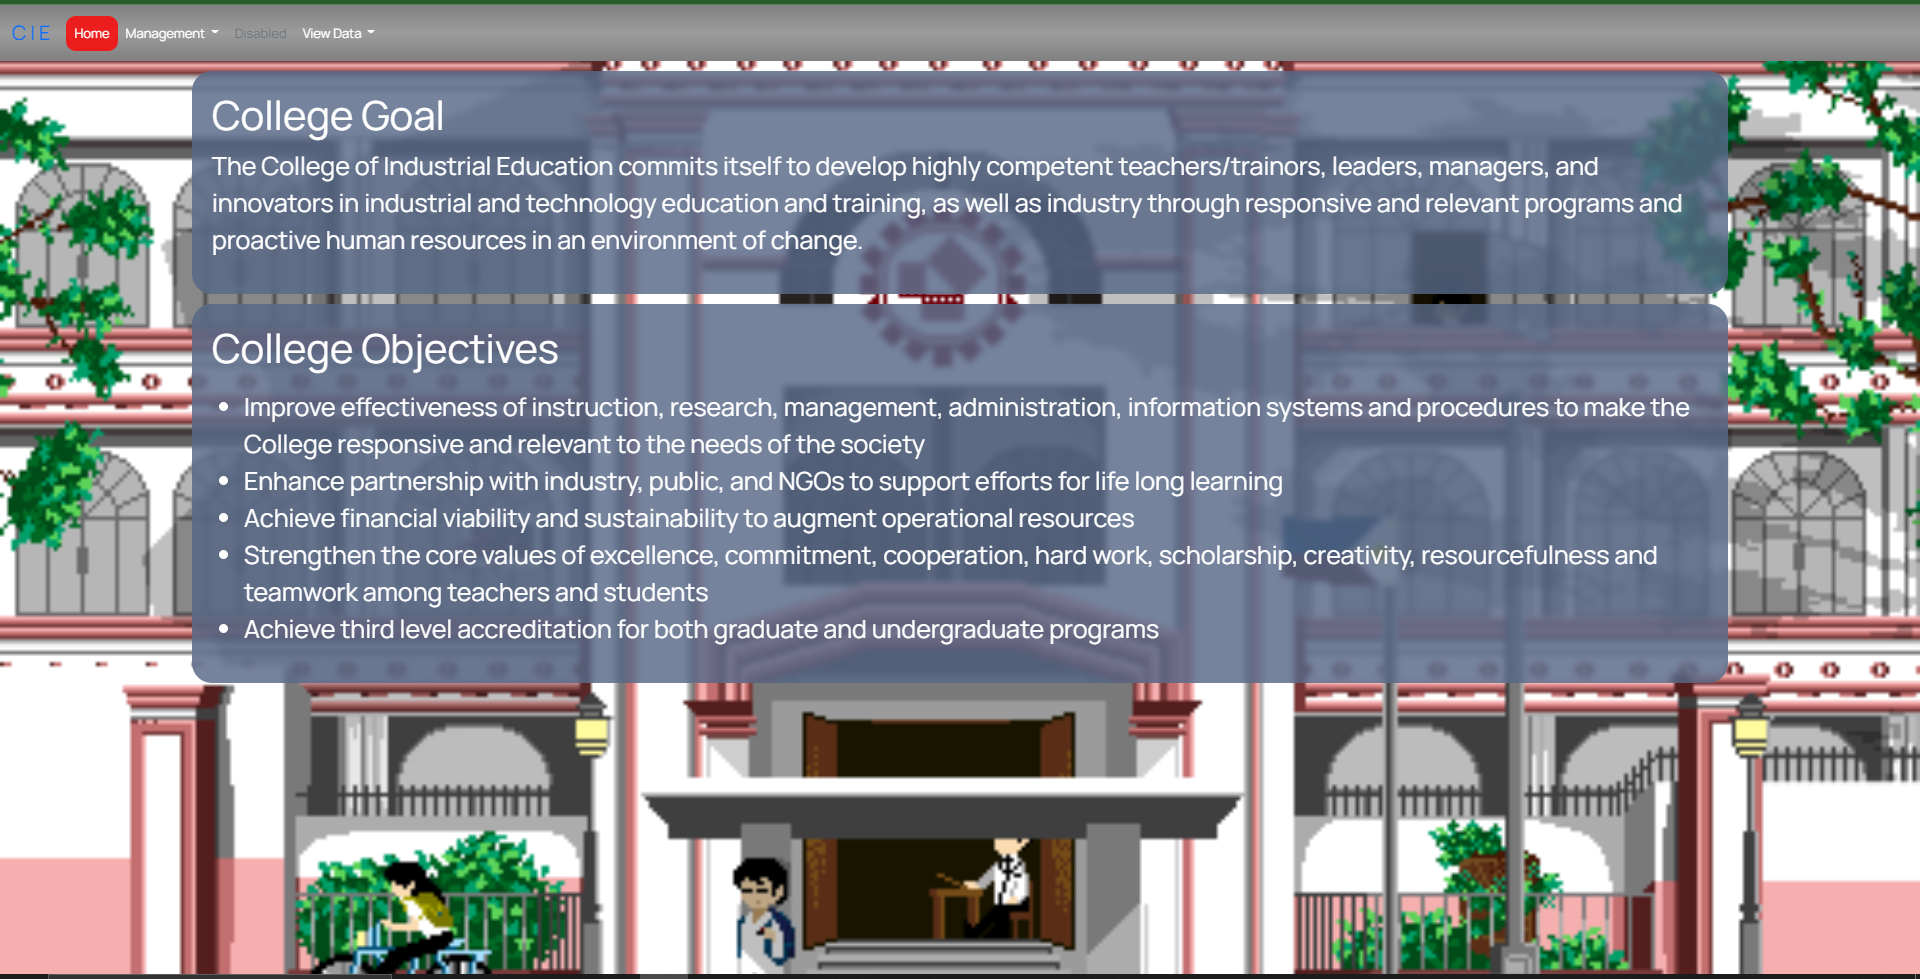 CIE Home Management Disabled View Data
College Goal
The College of Industrial Education commits itself to develop highly competent teachers/trainors, leaders, managers, and
innovators in industrial and technology education and training, as well as industry through responsive and relevant programs and
proactive human resources in an environment of change.
College Objectives
• Improve effectiveness of instruction, research, management, administration, information systems and procedures to make the
College responsive and relevant to the needs of the society
• Enhance partnership with industry, public, and NGOs to support efforts for life long learning
• Achieve financial viability and sustainability to augment operational resources
• Strengthen the core values of excellence, commitment, cooperation, hard work, scholarship, creativity, resourcefulness and
teamwork among teachers and students
• Achieve third level accreditation for both graduate and undergraduate programs